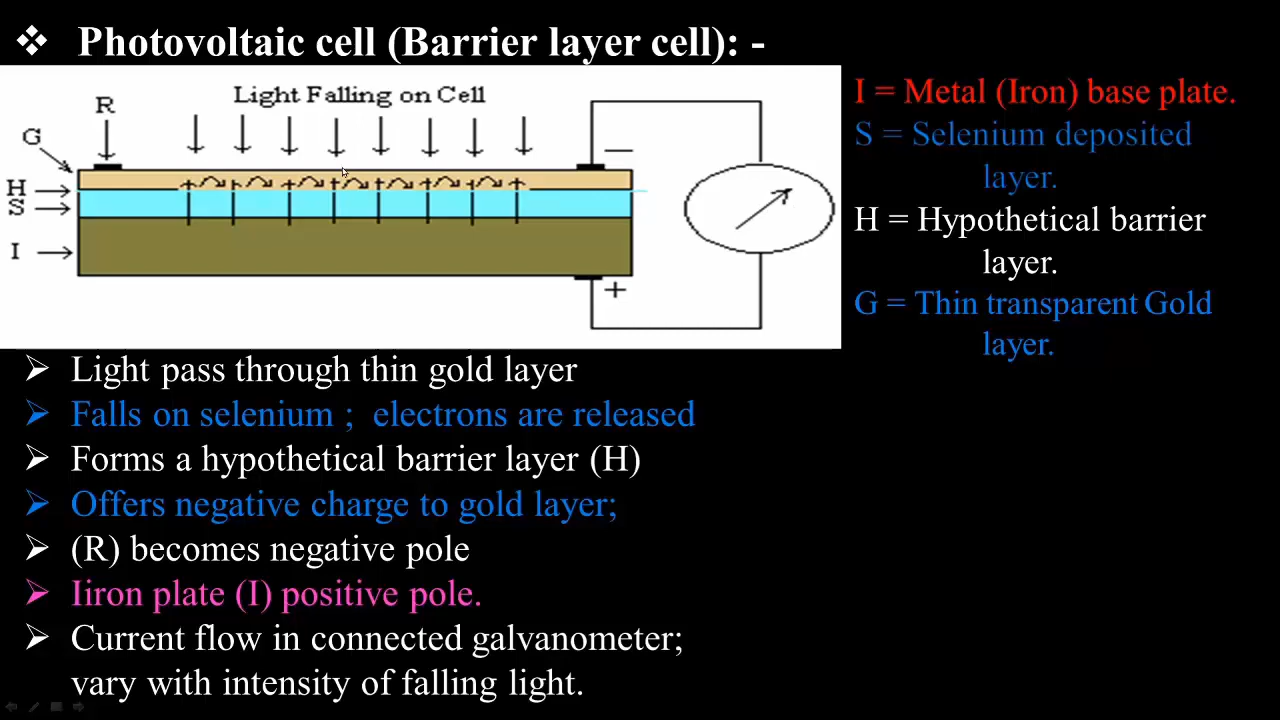 ❖ Photovoltaic cell (Barrier layer cell): -
Light Falling on Cell
R
G
H
S
I
—
+
I = Metal (Iron) base plate.
S = Selenium deposited
layer.
H = Hypothetical barrier
layer.
G = Thin transparent Gold
layer.
➢ Light pass through thin gold layer
➢ Falls on selenium ; electrons are released
➢ Forms a hypothetical barrier layer (H)
➢ Offers negative charge to gold layer;
➢ (R) becomes negative pole
➢ Iiron plate (I) positive pole.
➢ Current flow in connected galvanometer;
vary with intensity of falling light.